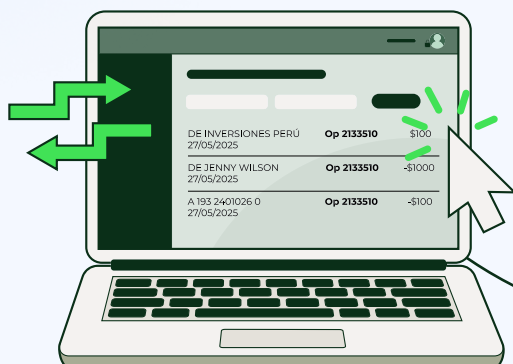 DE INVERSIONES PERÚ Op 2133510 $100
27/05/2025
DE JENNY WILSON Op 2133510 -$1000
27/05/2025
A 193 2401026 0 Op 2133510 -$100
27/05/2025